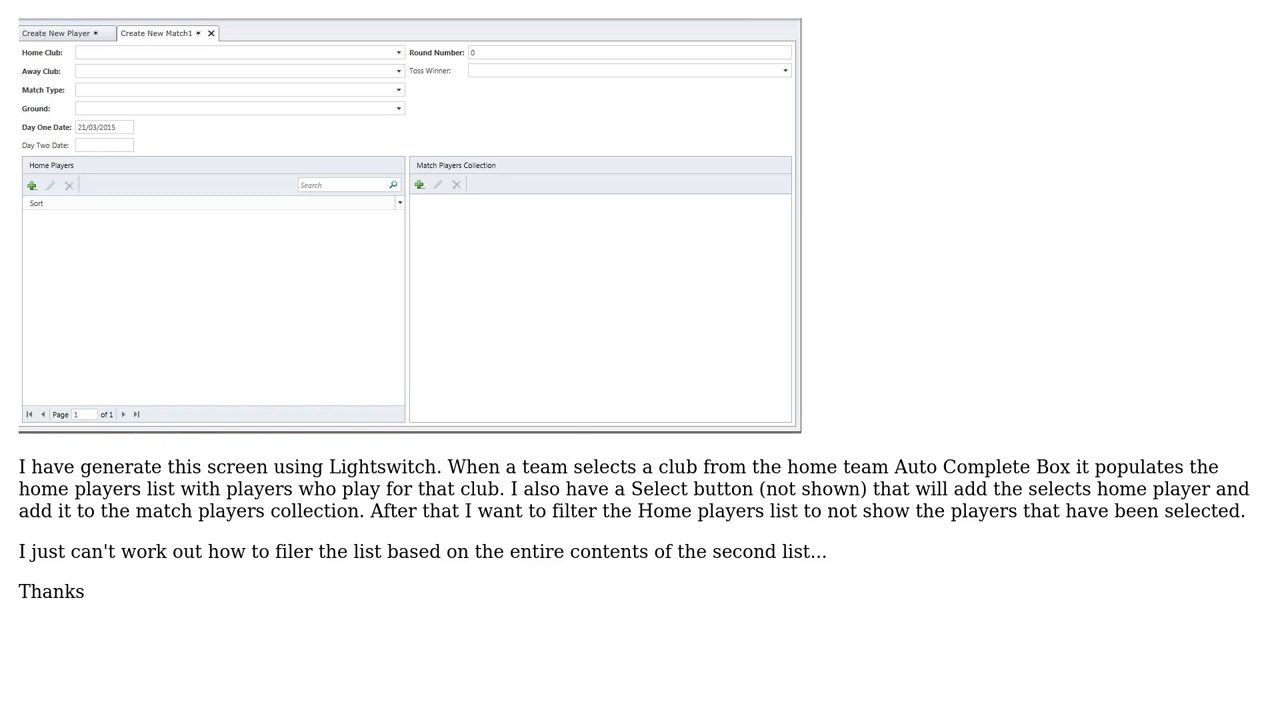 Create New Player * Create New Match1 *
Home Club: Round Number: 0
Away Club: Toss Winner:
Match Type:
Ground:
Day One Date: 21/03/2015
Day Two Date:
Home Players Match Players Collection
Search
Sort
Page 1 of 1
I have generate this screen using Lightswitch. When a team selects a club from the home team Auto Complete Box it populates the
home players list with players who play for that club. I also have a Select button (not shown) that will add the selects home player and
add it to the match players collection. After that I want to filter the Home players list to not show the players that have been selected.
I just can't work out how to filer the list based on the entire contents of the second list...
Thanks